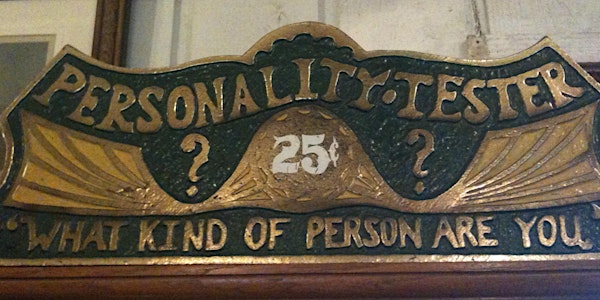 PERSONALITY·TESTER
? 25¢ ?
"WHAT KIND OF PERSON ARE YOU"